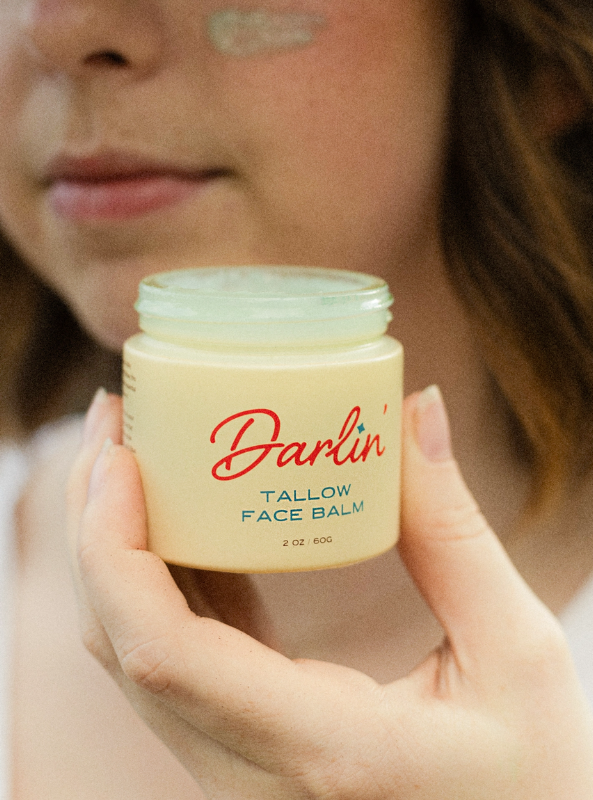 Darlin'
TALLOW
FACE BALM
2 OZ / 60G